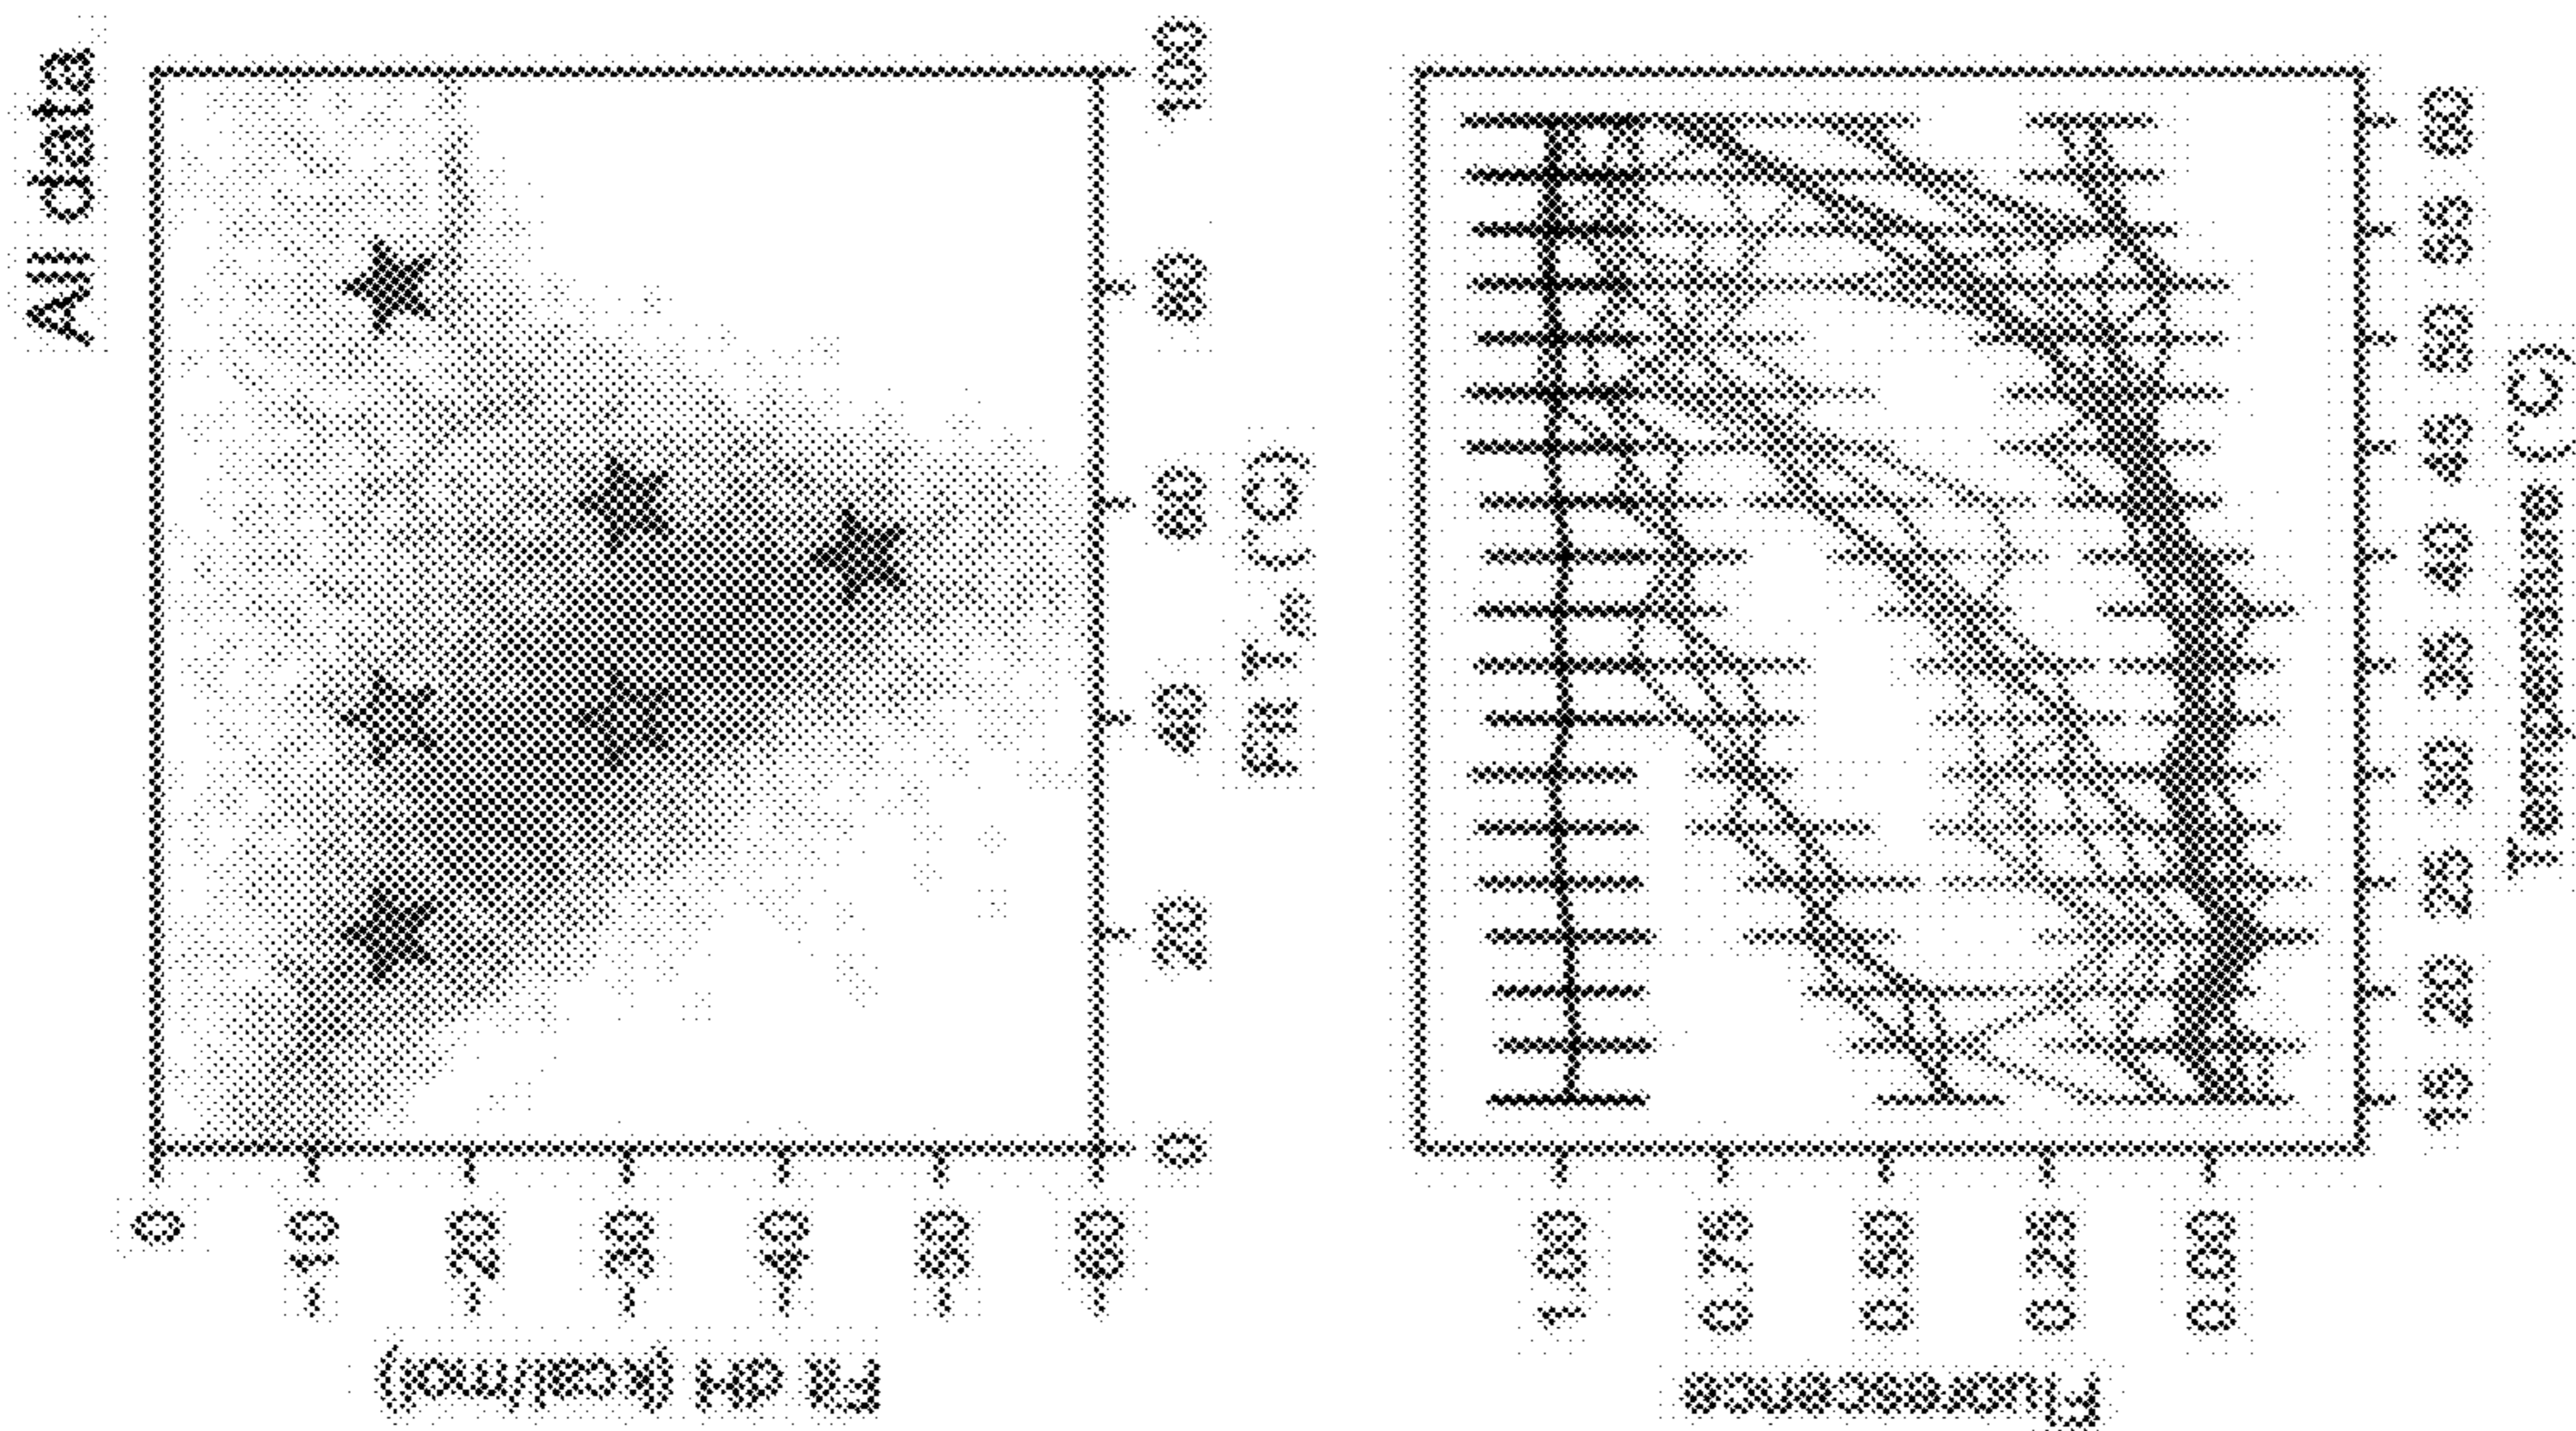 All data
0
-10
-20
-30
-40
-50
-60
Fit dH (kcal/mol)
0 20 40 60 80 100
Fit Tₘ (°C)
1.00
0.75
0.50
0.25
0.00
Fluorescence
15 20 25 30 35 40 45 50 55 60
Temperature (°C)